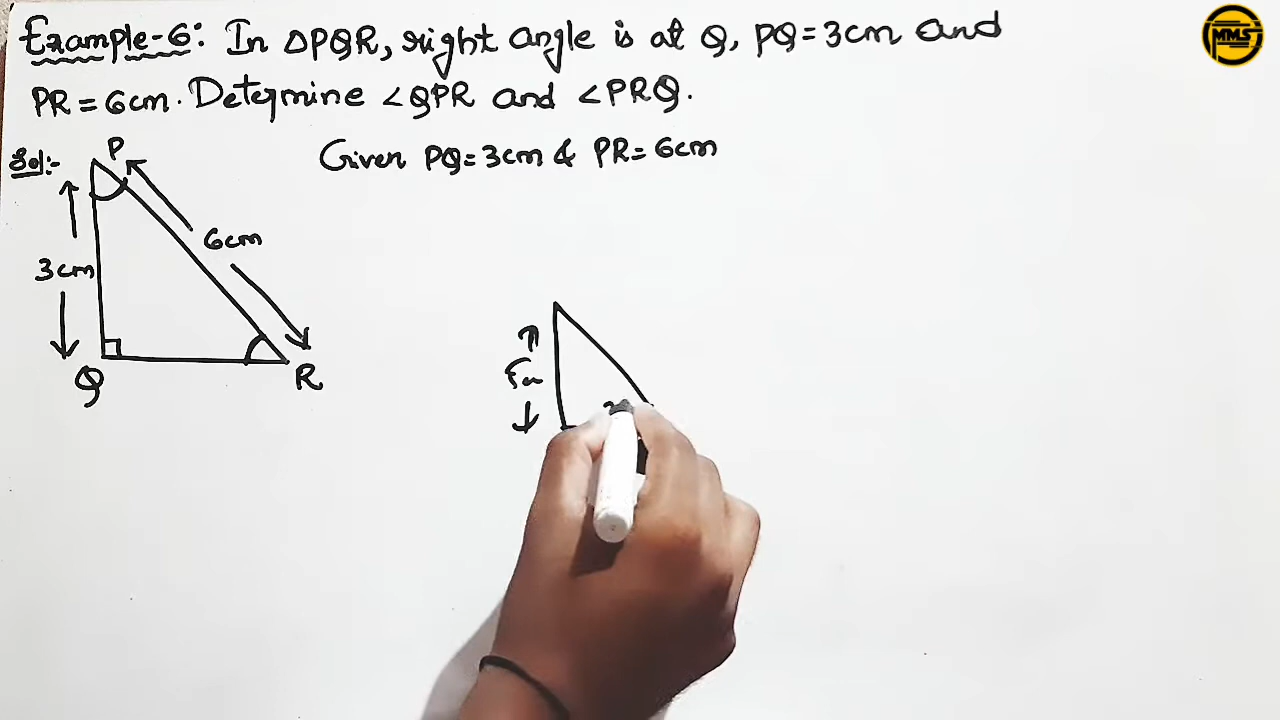 Example-6: In ΔPQR, right angle is at Q, PQ = 3cm and
PR = 6cm. Determine ∠QPR and ∠PRQ.
Sol:-
Given PQ = 3cm & PR = 6cm
P
6cm
3cm
Q
R
MMS